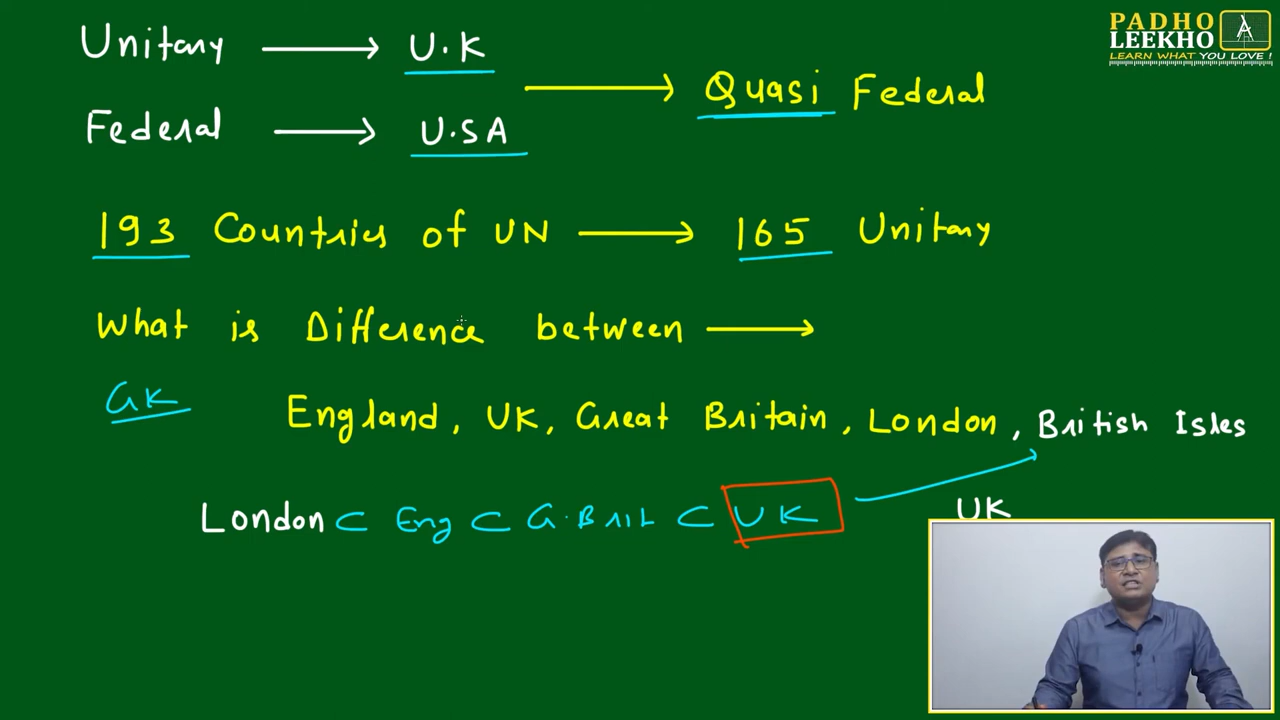 Unitary → U.K
PADHO
LEEKHO
LEARN WHAT YOU LOVE !
→ Quasi Federal
Federal → U.SA
193 Countries of UN → 165 Unitary
What is Difference between →
GK
England, UK, Great Britain, London, British Isles
London ⊂ Eng ⊂ G.Brit ⊂ UK
UK